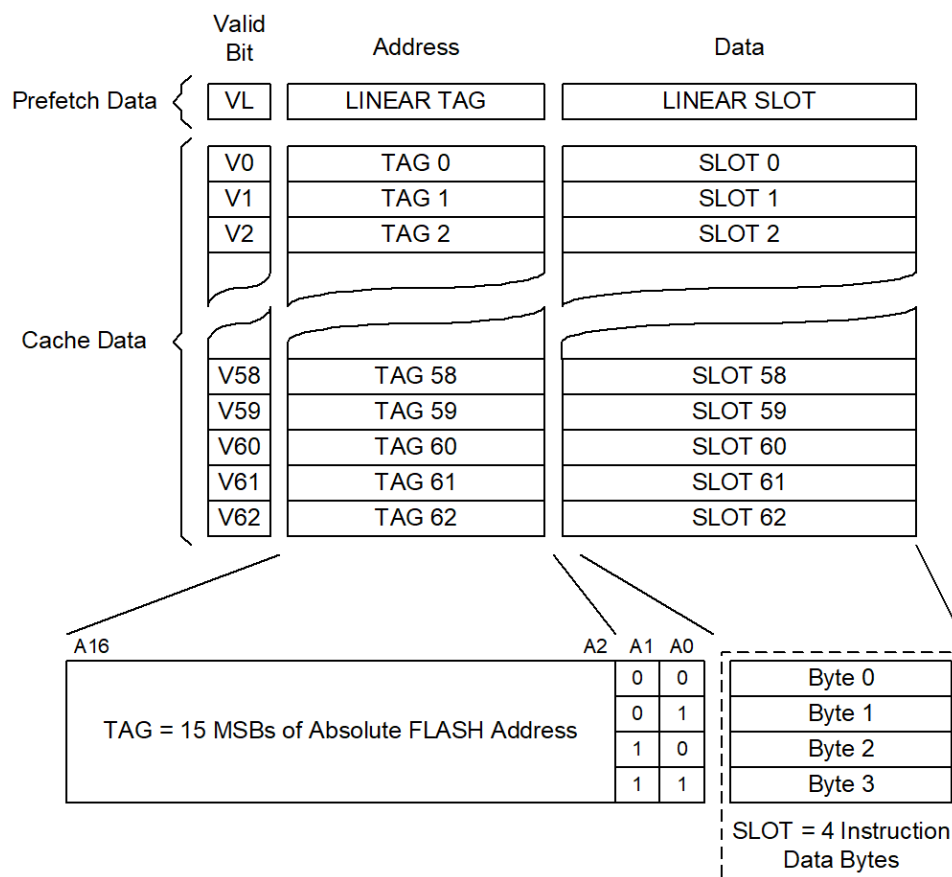 Valid
Bit
Address
Data
Prefetch Data
VL
LINEAR TAG
LINEAR SLOT
Cache Data
V0
TAG 0
SLOT 0
V1
TAG 1
SLOT 1
V2
TAG 2
SLOT 2
V58
TAG 58
SLOT 58
V59
TAG 59
SLOT 59
V60
TAG 60
SLOT 60
V61
TAG 61
SLOT 61
V62
TAG 62
SLOT 62
A16
A2
A1
A0
TAG = 15 MSBs of Absolute FLASH Address
0 0
0 1
1 0
1 1
Byte 0
Byte 1
Byte 2
Byte 3
SLOT = 4 Instruction
Data Bytes